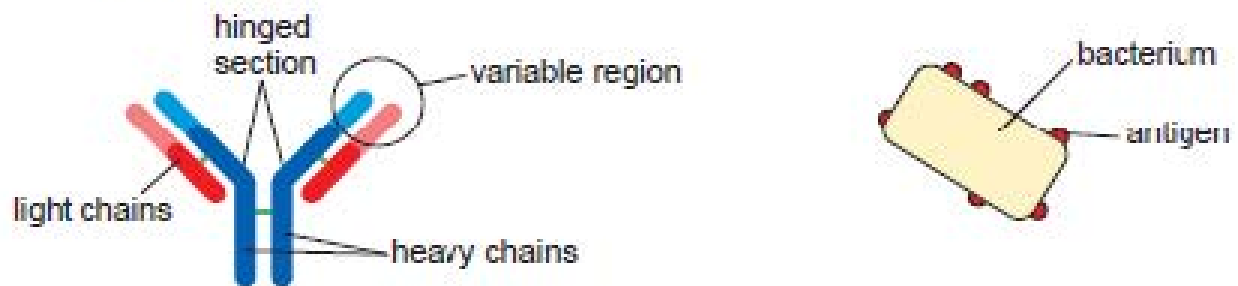 hinged
section
variable region
light chains
heavy chains
bacterium
antigen